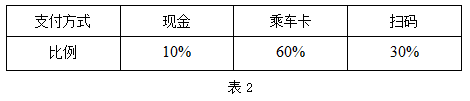 支付方式 现金 乘车卡 扫码
比例 10% 60% 30%
表 2